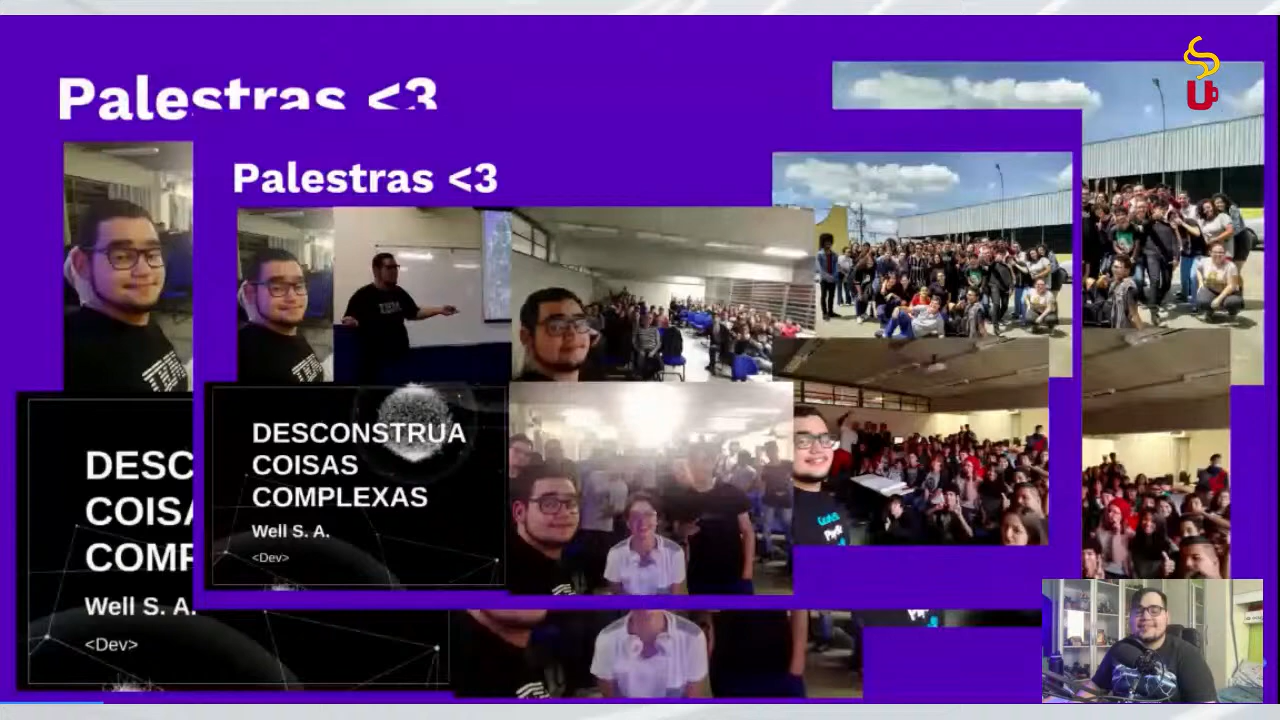 Palestras <3
Palestras <3
DESCONSTRUA
COISAS
COMPLEXAS
Well S. A.
<Dev>
DESC
COISA
COMP
Well S. A.
<Dev>